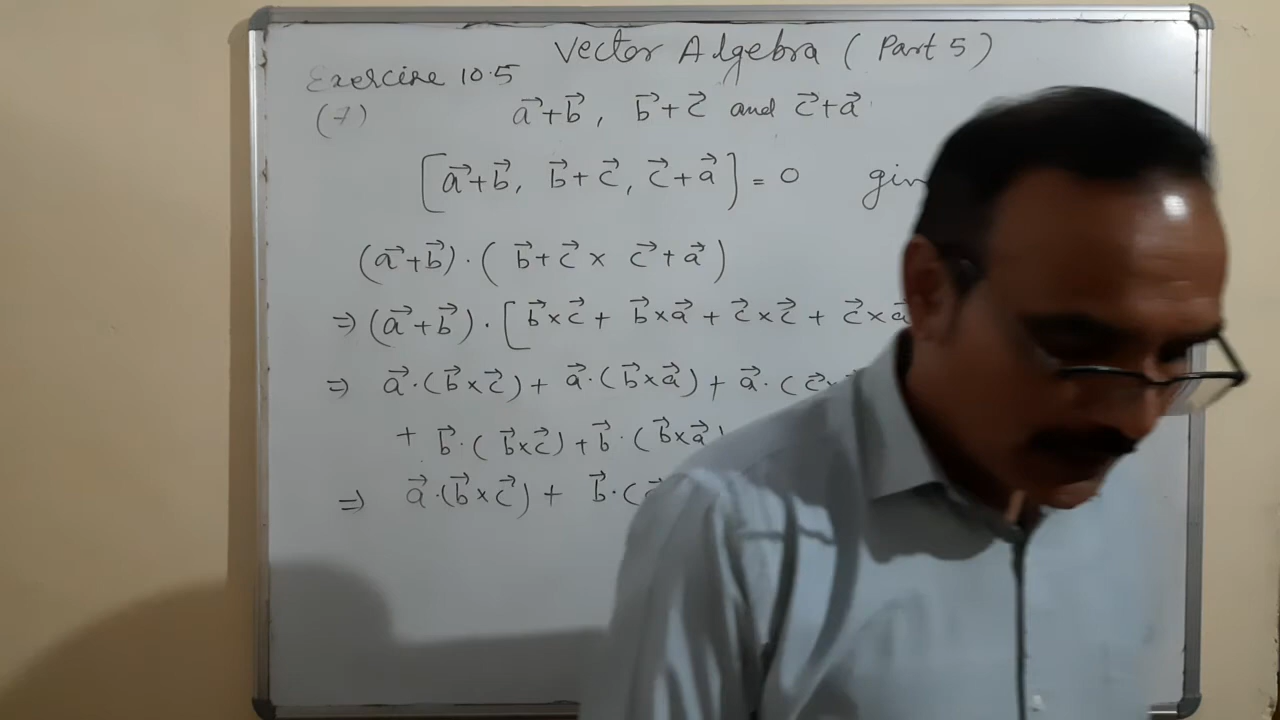 Vector Algebra (Part 5)
Exercise 10.5
(7) a⃗+b⃗, b⃗+c⃗ and c⃗+a⃗
[a⃗+b⃗, b⃗+c⃗, c⃗+a⃗] = 0
(a⃗+b⃗)·(b⃗+c⃗ × c⃗+a⃗)
⇒ (a⃗+b⃗)·[b⃗×c⃗ + b⃗×a⃗ + c⃗×c⃗ + c⃗×a⃗
⇒ a⃗·(b⃗×c⃗) + a⃗·(b⃗×a⃗) + a⃗·(c⃗×
+ b⃗·(b⃗×c⃗) + b⃗·(b⃗×a⃗)
⇒ a⃗·(b⃗×c⃗) + b⃗·(